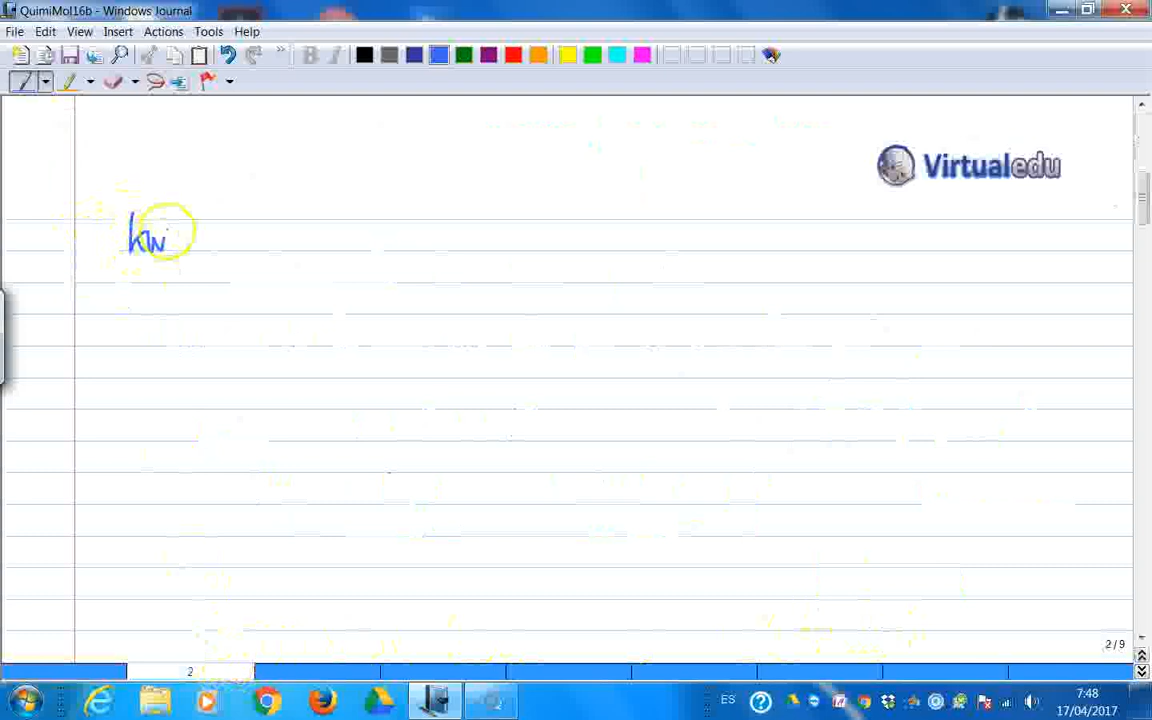 QuimiMol16b - Windows Journal
File Edit View Insert Actions Tools Help
B I
Virtualedu
kw
2 / 9
2
ES
7:48
17/04/2017